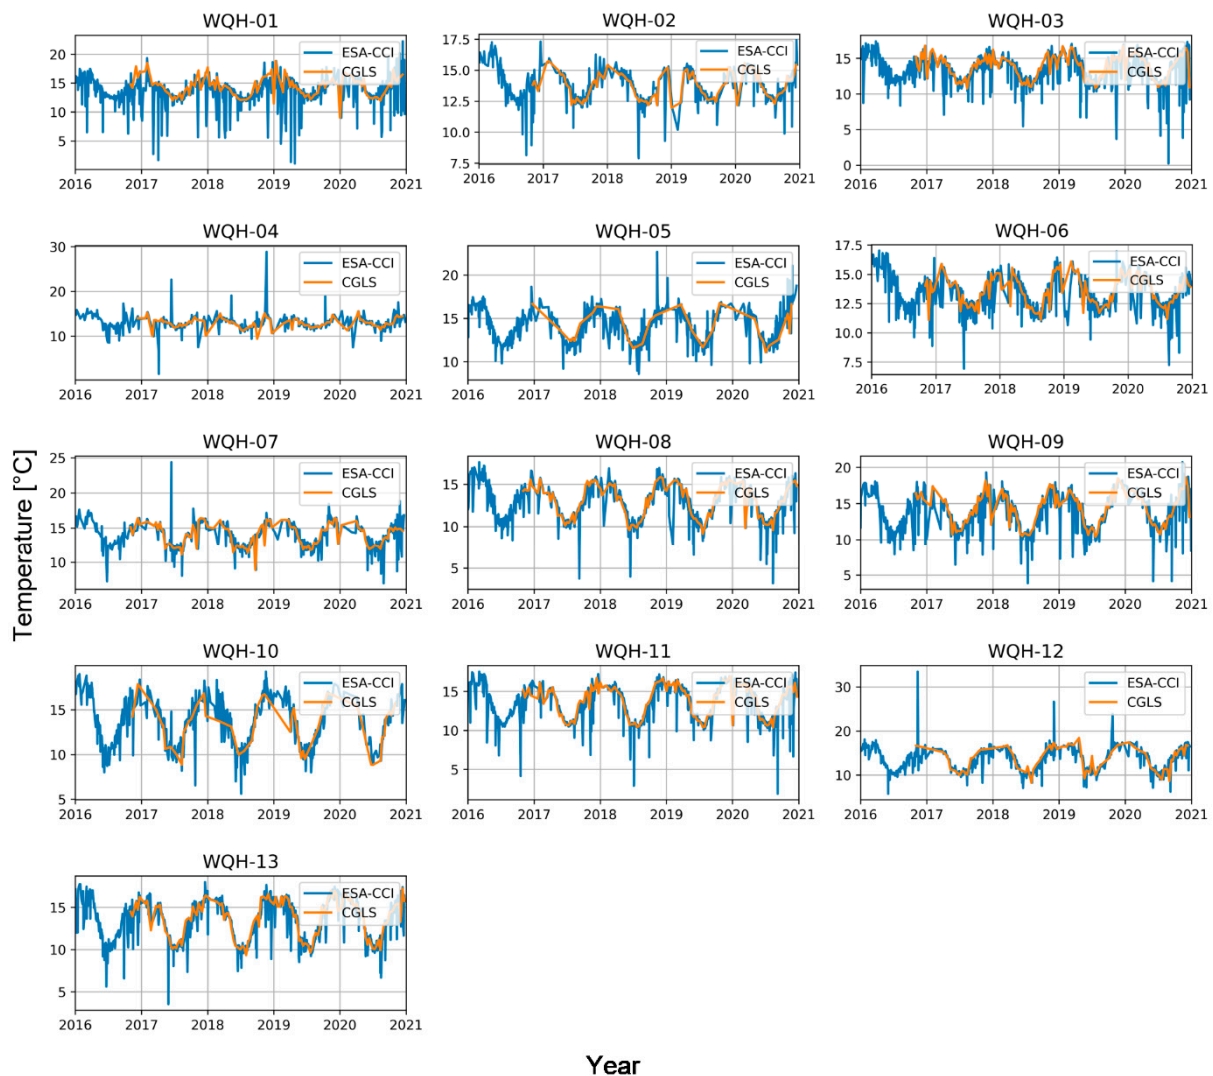 WQH-01
20
15
10
5
ESA-CCI
CGLS
2016 2017 2018 2019 2020 2021
WQH-02
17.5
15.0
12.5
10.0
7.5
ESA-CCI
CGLS
2016 2017 2018 2019 2020 2021
WQH-03
15
10
5
0
ESA-CCI
CGLS
2016 2017 2018 2019 2020 2021
WQH-04
30
20
10
ESA-CCI
CGLS
2016 2017 2018 2019 2020 2021
WQH-05
20
15
10
ESA-CCI
CGLS
2016 2017 2018 2019 2020 2021
WQH-06
17.5
15.0
12.5
10.0
7.5
ESA-CCI
CGLS
2016 2017 2018 2019 2020 2021
Temperature [°C]
WQH-07
25
20
15
10
ESA-CCI
CGLS
2016 2017 2018 2019 2020 2021
WQH-08
15
10
5
ESA-CCI
CGLS
2016 2017 2018 2019 2020 2021
WQH-09
20
15
10
5
ESA-CCI
CGLS
2016 2017 2018 2019 2020 2021
WQH-10
15
10
5
ESA-CCI
CGLS
2016 2017 2018 2019 2020 2021
WQH-11
15
10
5
ESA-CCI
CGLS
2016 2017 2018 2019 2020 2021
WQH-12
30
20
10
ESA-CCI
CGLS
2016 2017 2018 2019 2020 2021
WQH-13
15
10
5
ESA-CCI
CGLS
2016 2017 2018 2019 2020 2021
Year